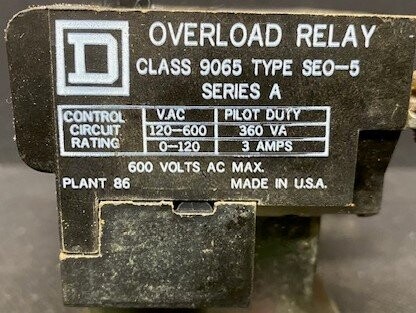 D
OVERLOAD RELAY
CLASS 9065 TYPE SEO-5
SERIES A
CONTROL CIRCUIT RATING
V.AC PILOT DUTY
120-600 360 VA
0-120 3 AMPS
600 VOLTS AC MAX.
PLANT 86 MADE IN U.S.A.